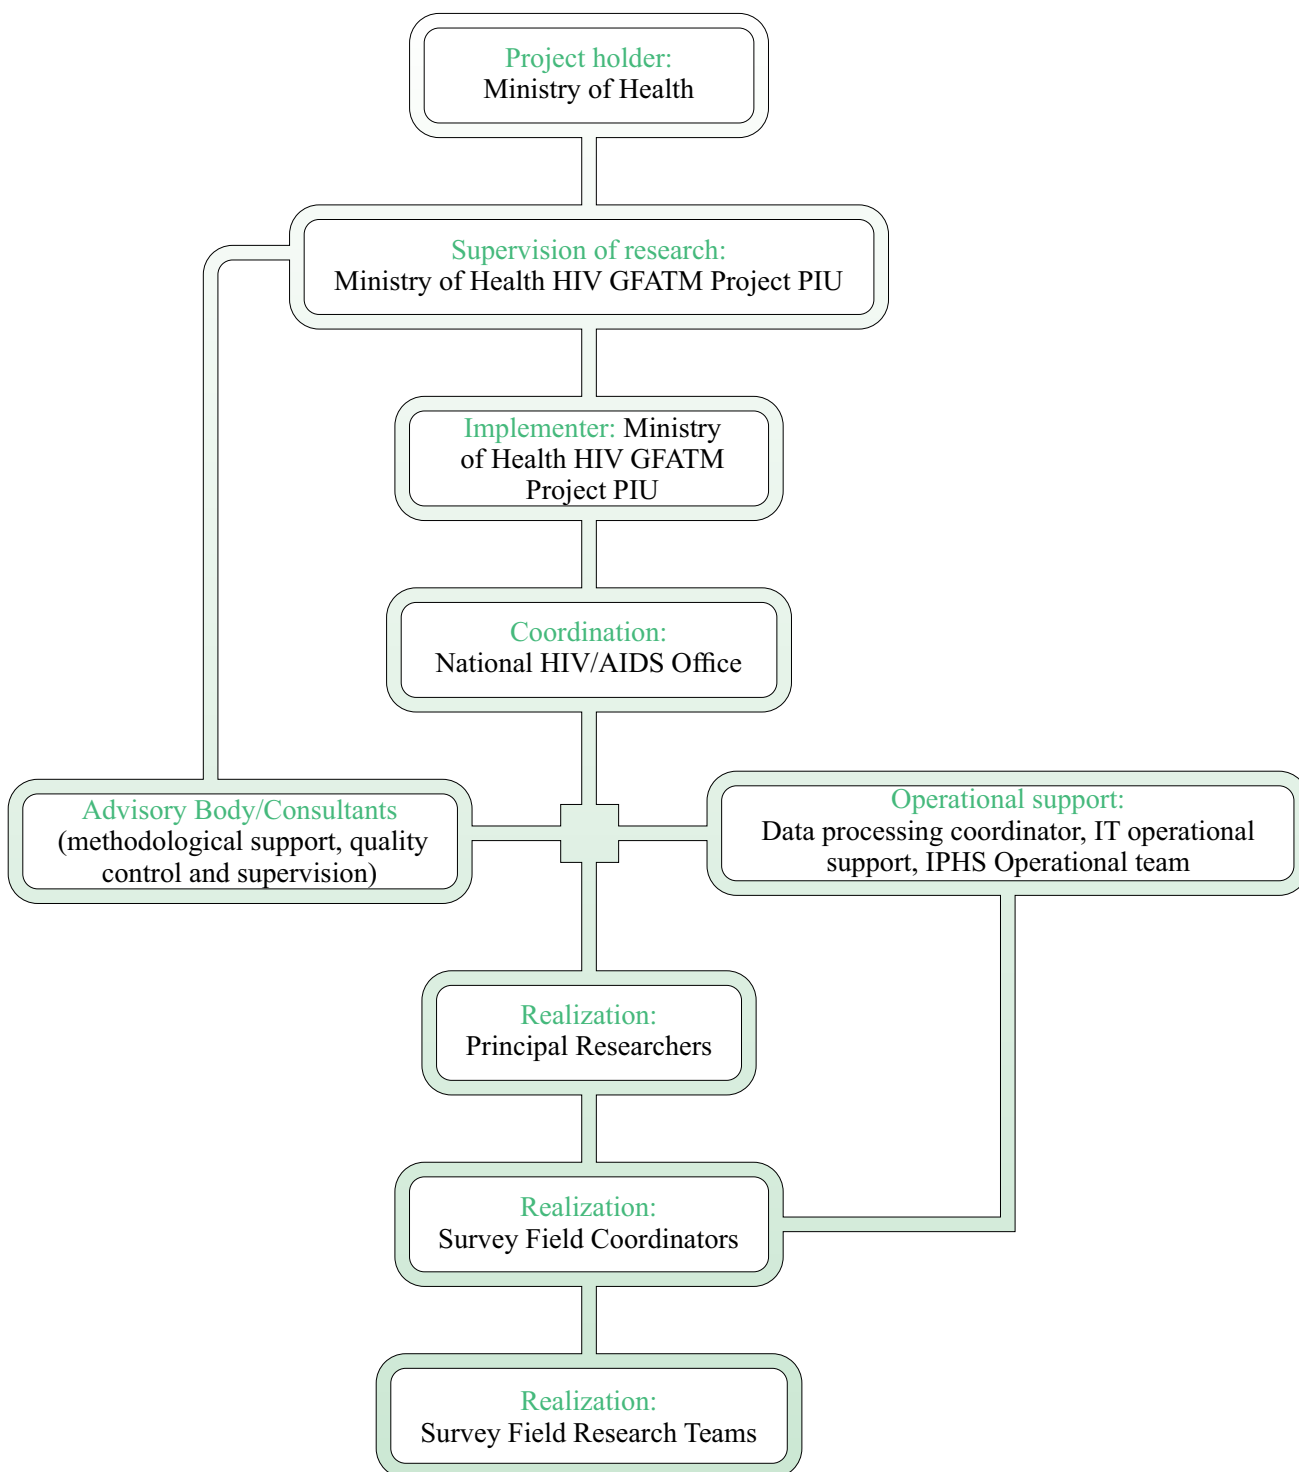 Project holder:
Ministry of Health
Supervision of research:
Ministry of Health HIV GFATM Project PIU
Implementer: Ministry
of Health HIV GFATM
Project PIU
Coordination:
National HIV/AIDS Office
Advisory Body/Consultants
(methodological support, quality
control and supervision)
Operational support:
Data processing coordinator, IT operational
support, IPHS Operational team
Realization:
Principal Researchers
Realization:
Survey Field Coordinators
Realization:
Survey Field Research Teams